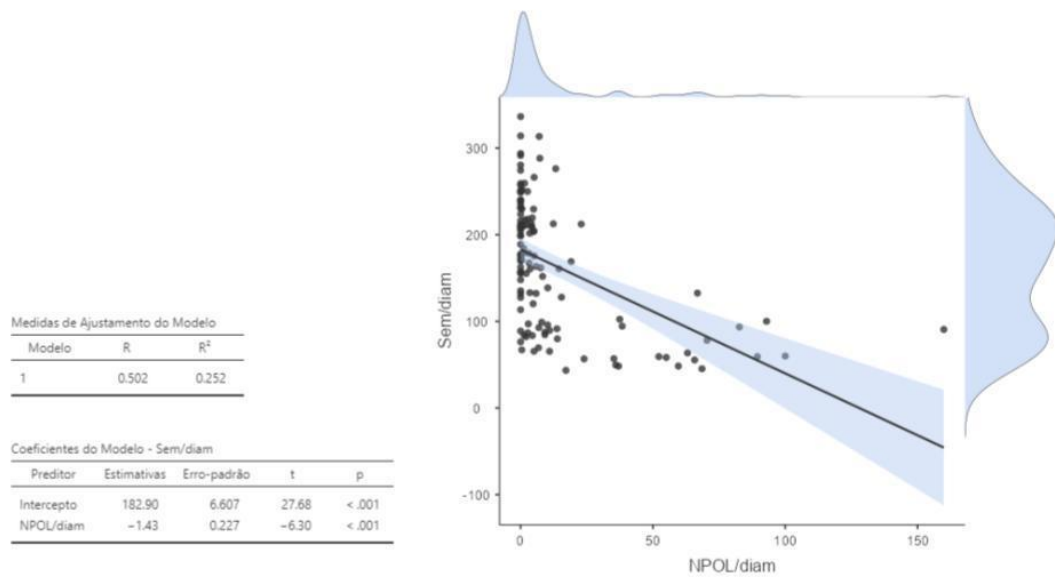 Medidas de Ajustamento do Modelo
Modelo R R²
1 0.502 0.252
Coeficientes do Modelo - Sem/diam
Preditor Estimativas Erro-padrão t p
Intercepto 182.90 6.607 27.68 < .001
NPOL/diam −1.43 0.227 −6.30 < .001
300
200
100
0
-100
Sem/diam
0 50 100 150
NPOL/diam